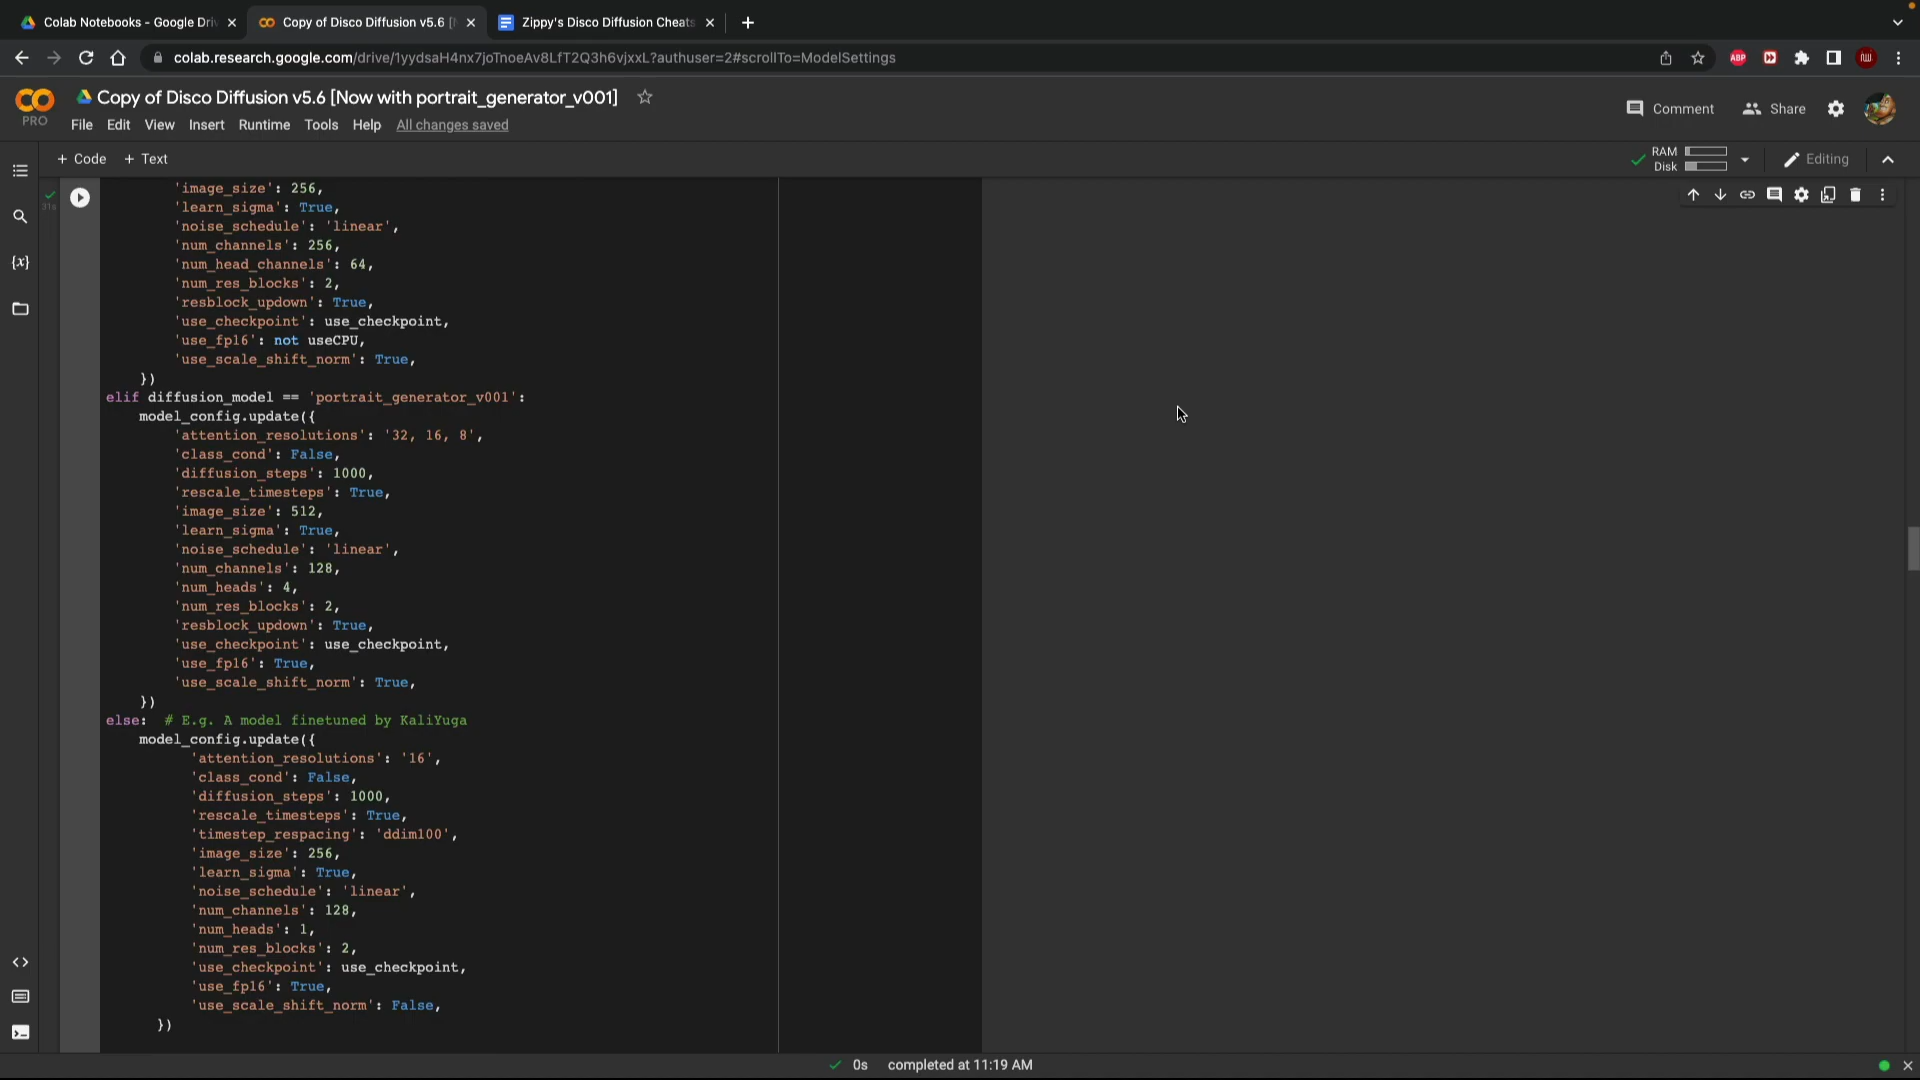 Colab Notebooks - Google Dri
Copy of Disco Diffusion v5.6 [
Zippy's Disco Diffusion Cheats
colab.research.google.com/drive/1yydsaH4nx7joTnoeAv8LfT2Q3h6vjxxL?authuser=2#scrollTo=ModelSettings
ABP
PRO
Copy of Disco Diffusion v5.6 [Now with portrait_generator_v001]
File Edit View Insert Runtime Tools Help All changes saved
Comment
Share
+ Code + Text
RAM
Disk
Editing
31s
'image_size': 256,
'learn_sigma': True,
'noise_schedule': 'linear',
'num_channels': 256,
'num_head_channels': 64,
'num_res_blocks': 2,
'resblock_updown': True,
'use_checkpoint': use_checkpoint,
'use_fp16': not useCPU,
'use_scale_shift_norm': True,
})
elif diffusion_model == 'portrait_generator_v001':
model_config.update({
'attention_resolutions': '32, 16, 8',
'class_cond': False,
'diffusion_steps': 1000,
'rescale_timesteps': True,
'image_size': 512,
'learn_sigma': True,
'noise_schedule': 'linear',
'num_channels': 128,
'num_heads': 4,
'num_res_blocks': 2,
'resblock_updown': True,
'use_checkpoint': use_checkpoint,
'use_fp16': True,
'use_scale_shift_norm': True,
})
else: # E.g. A model finetuned by KaliYuga
model_config.update({
'attention_resolutions': '16',
'class_cond': False,
'diffusion_steps': 1000,
'rescale_timesteps': True,
'timestep_respacing': 'ddim100',
'image_size': 256,
'learn_sigma': True,
'noise_schedule': 'linear',
'num_channels': 128,
'num_heads': 1,
'num_res_blocks': 2,
'use_checkpoint': use_checkpoint,
'use_fp16': True,
'use_scale_shift_norm': False,
})
0s completed at 11:19 AM